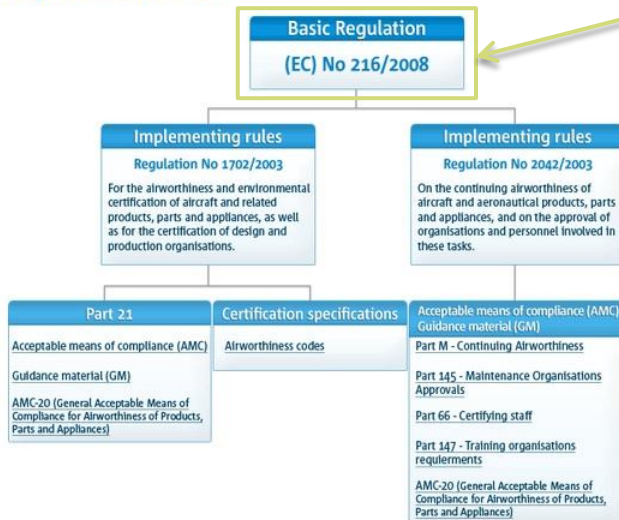 Basic Regulation
(EC) No 216/2008
Implementing rules
Regulation No 1702/2003
For the airworthiness and environmental
certification of aircraft and related
products, parts and appliances, as well
as for the certification of design and
production organisations.
Implementing rules
Regulation No 2042/2003
On the continuing airworthiness of
aircraft and aeronautical products, parts
and appliances, and on the approval of
organisations and personnel involved in
these tasks.
Part 21
Acceptable means of compliance (AMC)
Guidance material (GM)
AMC-20 (General Acceptable Means of
Compliance for Airworthiness of Products,
Parts and Appliances)
Certification specifications
Airworthiness codes
Acceptable means of compliance (AMC)
Guidance material (GM)
Part M - Continuing Airworthiness
Part 145 - Maintenance Organisations
Approvals
Part 66 - Certifying staff
Part 147 - Training organisations
requierments
AMC-20 (General Acceptable Means of
Compliance for Airworthiness of Products,
Parts and Appliances)